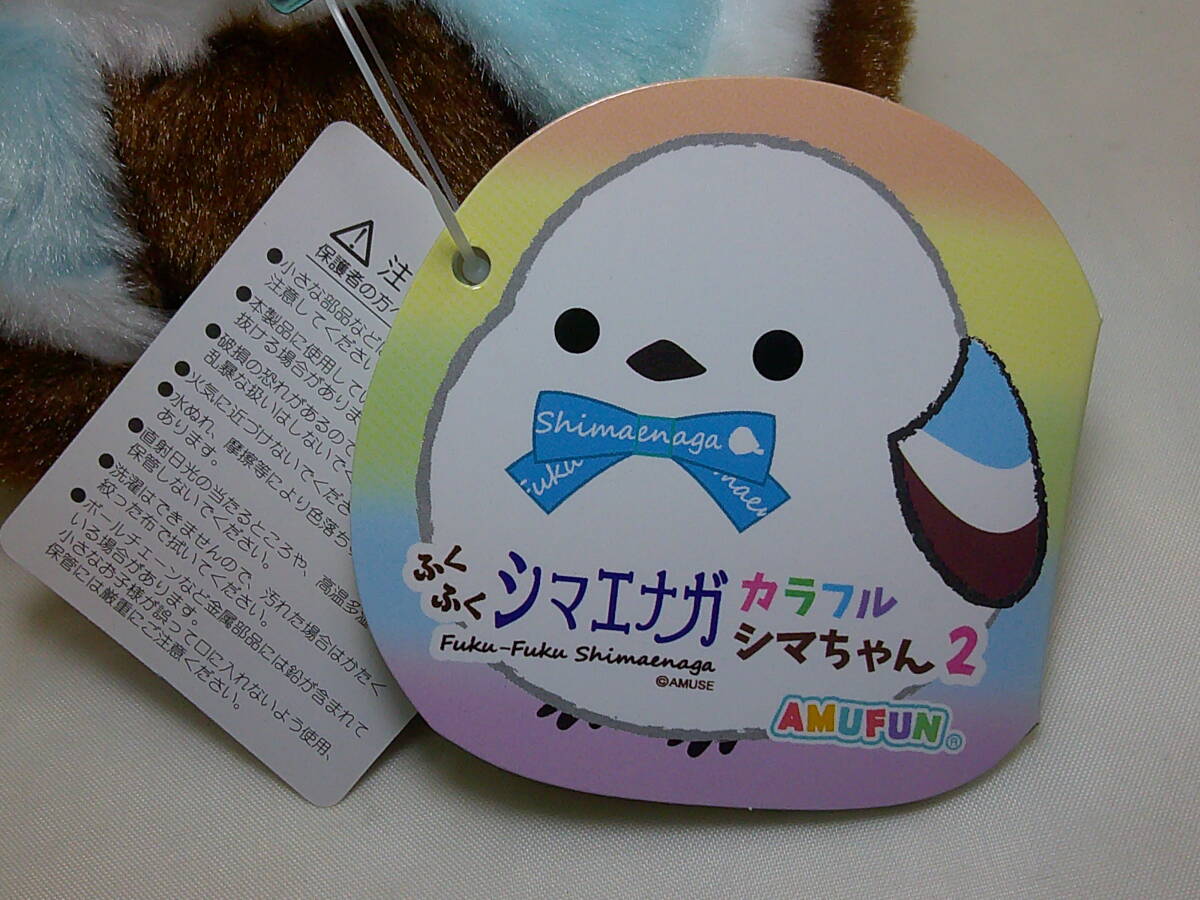 注
保護者の方へ
●小さな部品など
注意してください
●本製品に使用して
抜ける場合がありま
●破損の恐れがあるので
乱暴な扱いはしないでく
●火気に近づけないでくださ
●水ぬれ、摩擦等により色落ち
あります。
●直射日光の当たるところや、高温多湿
保管しないでください。
●洗濯はできませんので、汚れた場合はかたく
絞った布で拭いてください。
●ボールチェーンなど金属部品には鉛が含まれて
いる場合があります。
小さなお子様が誤って口に入れないよう使用、
保管には厳重にご注意ください。
Shimaenaga
Fuku
maen
ふく
ふく
シマエナガ
カラフル
シマちゃん2
Fuku-Fuku Shimaenaga
©AMUSE
AMUFUN®